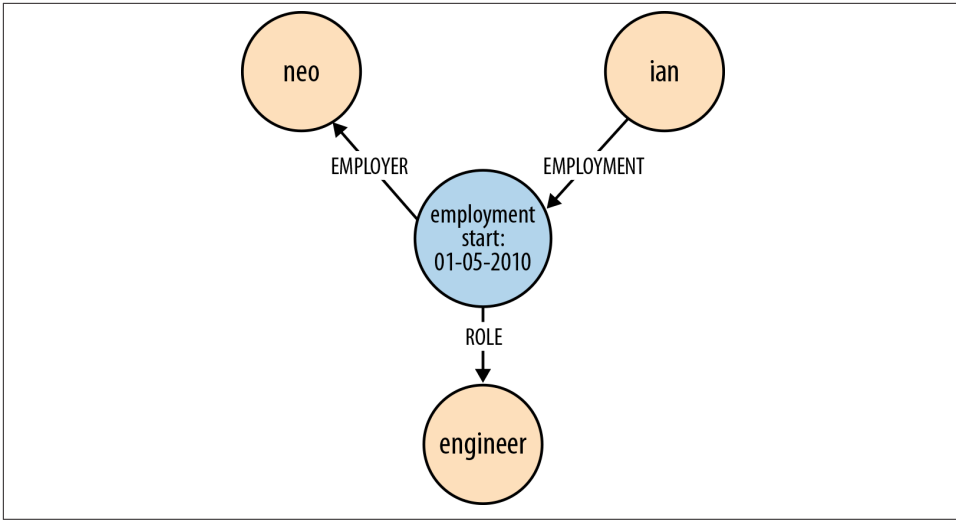 neo
ian
EMPLOYER
EMPLOYMENT
employment
start:
01-05-2010
ROLE
engineer